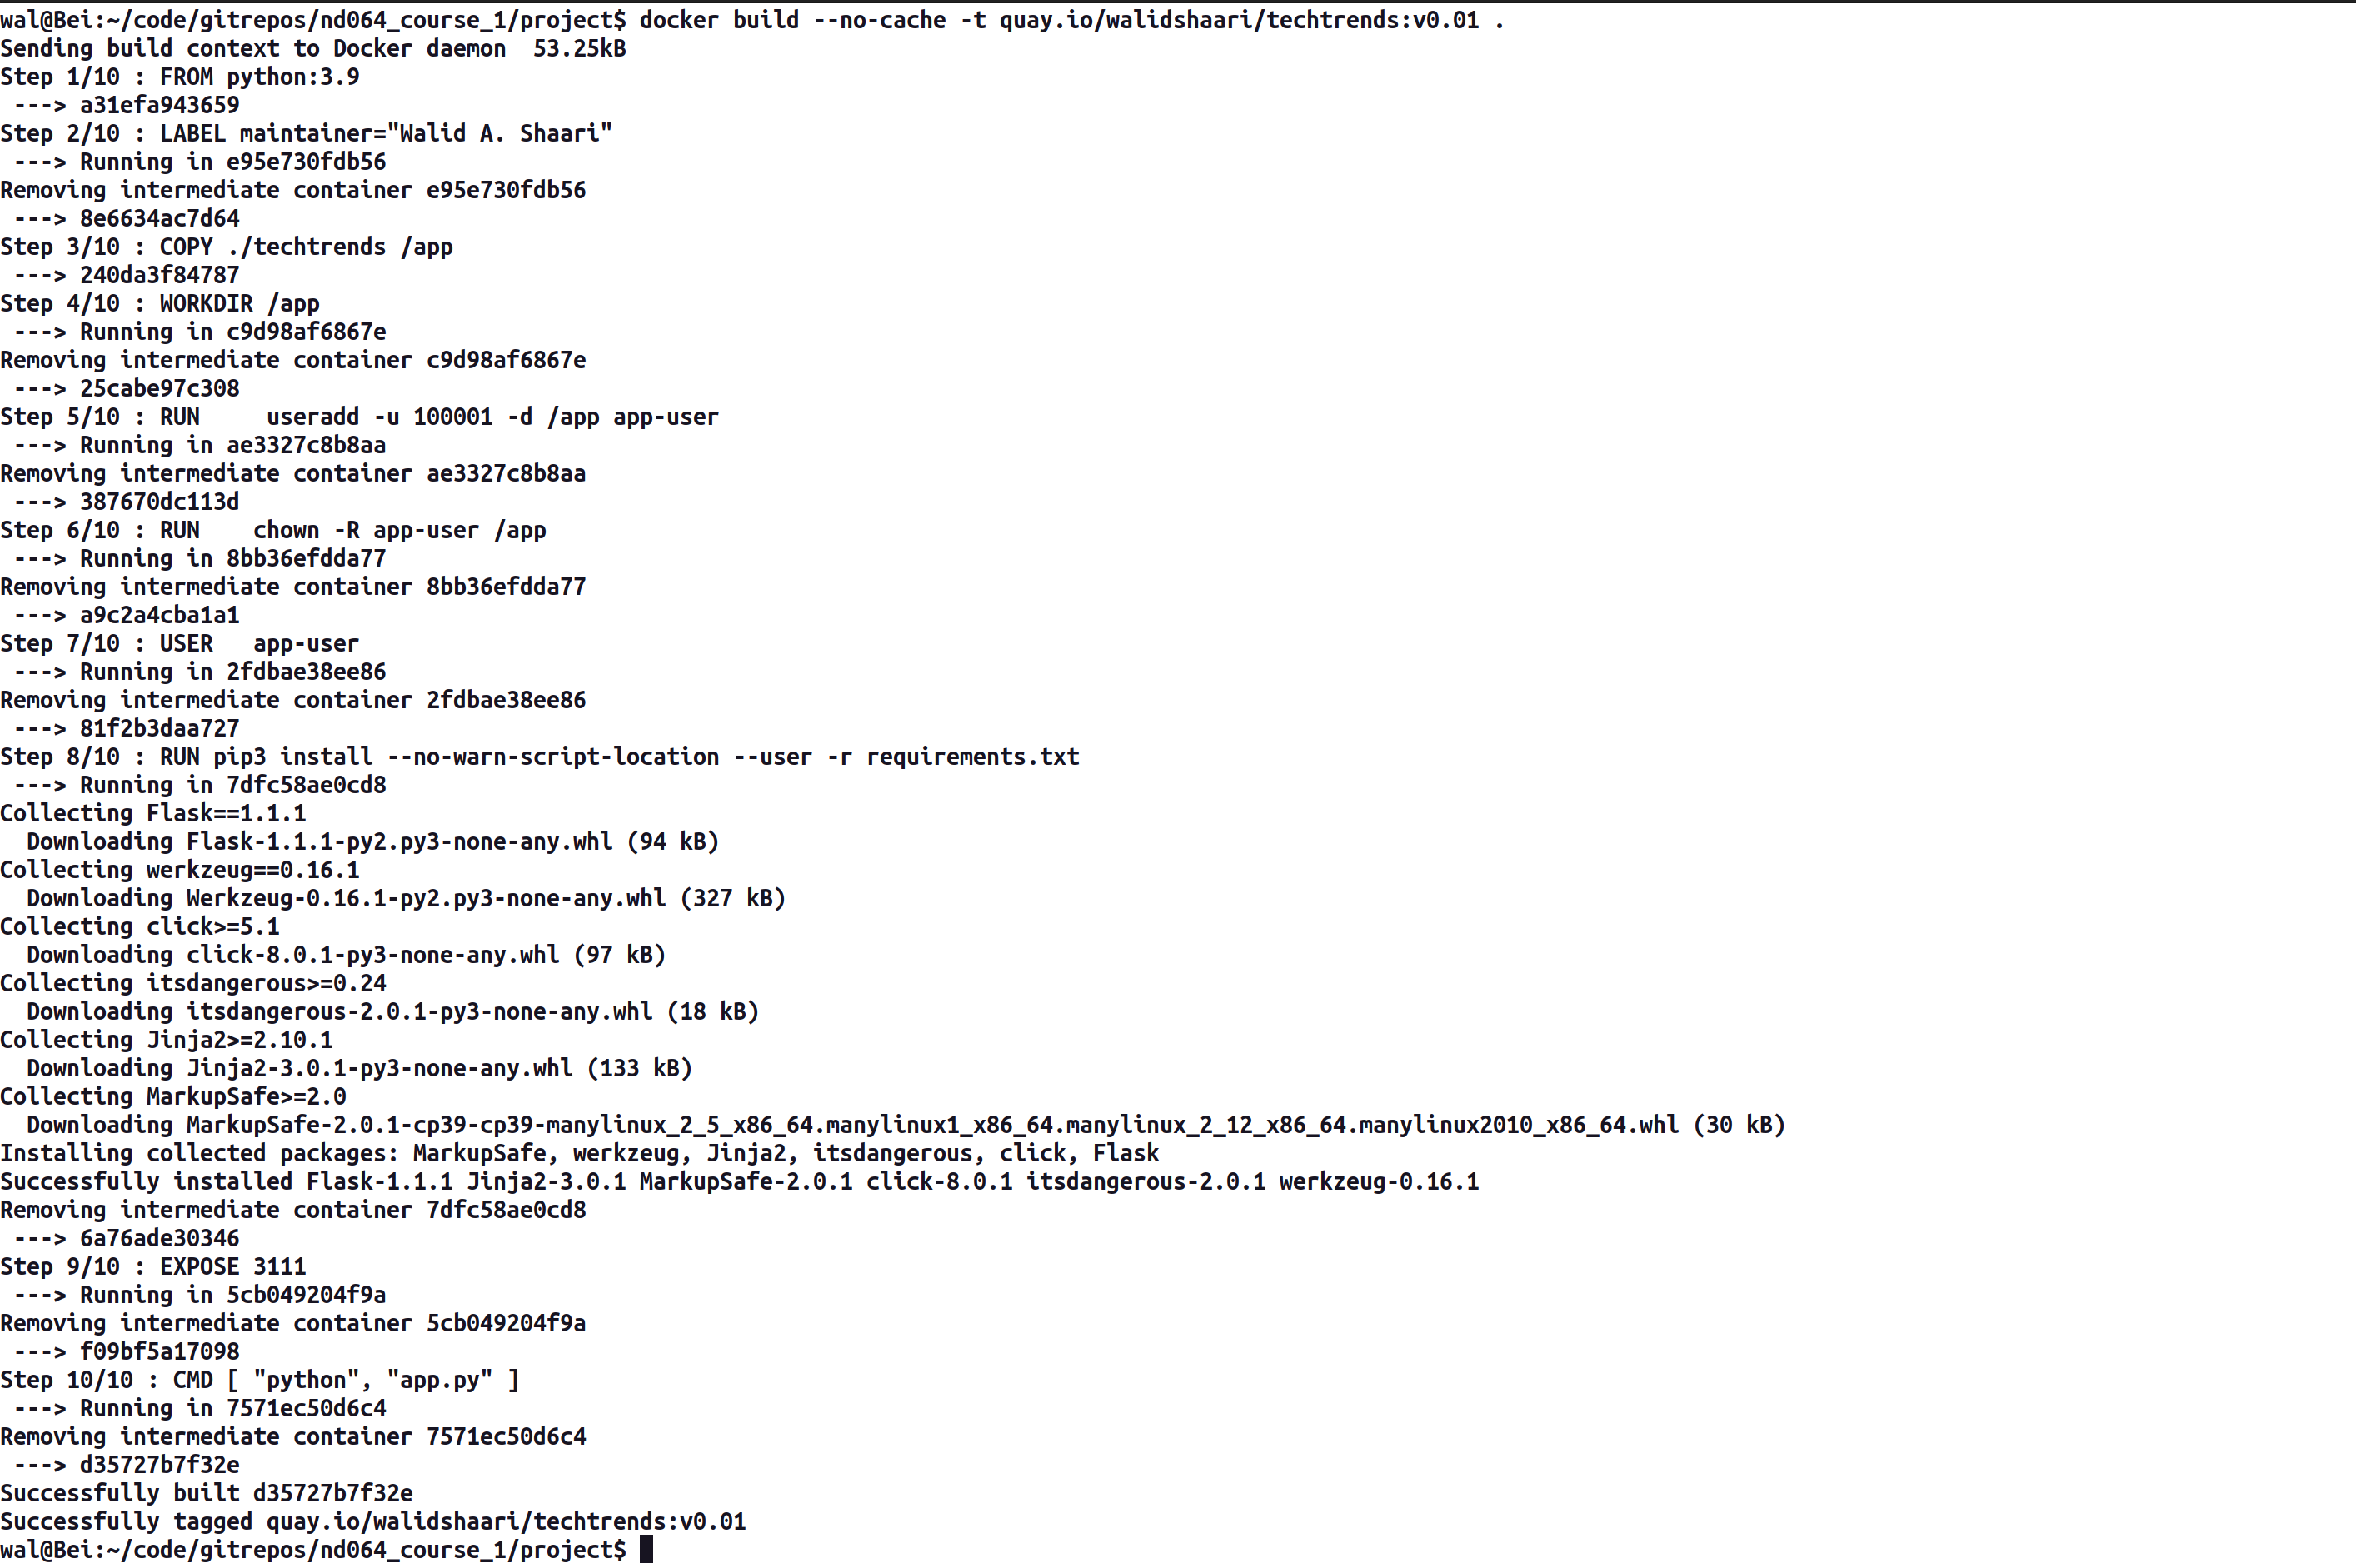 wal@Bei:~/code/gitrepos/nd064_course_1/project$ docker build --no-cache -t quay.io/walidshaari/techtrends:v0.01 .
Sending build context to Docker daemon  53.25kB
Step 1/10 : FROM python:3.9
 ---> a31efa943659
Step 2/10 : LABEL maintainer="Walid A. Shaari"
 ---> Running in e95e730fdb56
Removing intermediate container e95e730fdb56
 ---> 8e6634ac7d64
Step 3/10 : COPY ./techtrends /app
 ---> 240da3f84787
Step 4/10 : WORKDIR /app
 ---> Running in c9d98af6867e
Removing intermediate container c9d98af6867e
 ---> 25cabe97c308
Step 5/10 : RUN     useradd -u 100001 -d /app app-user
 ---> Running in ae3327c8b8aa
Removing intermediate container ae3327c8b8aa
 ---> 387670dc113d
Step 6/10 : RUN    chown -R app-user /app
 ---> Running in 8bb36efdda77
Removing intermediate container 8bb36efdda77
 ---> a9c2a4cba1a1
Step 7/10 : USER   app-user
 ---> Running in 2fdbae38ee86
Removing intermediate container 2fdbae38ee86
 ---> 81f2b3daa727
Step 8/10 : RUN pip3 install --no-warn-script-location --user -r requirements.txt
 ---> Running in 7dfc58ae0cd8
Collecting Flask==1.1.1
  Downloading Flask-1.1.1-py2.py3-none-any.whl (94 kB)
Collecting werkzeug==0.16.1
  Downloading Werkzeug-0.16.1-py2.py3-none-any.whl (327 kB)
Collecting click>=5.1
  Downloading click-8.0.1-py3-none-any.whl (97 kB)
Collecting itsdangerous>=0.24
  Downloading itsdangerous-2.0.1-py3-none-any.whl (18 kB)
Collecting Jinja2>=2.10.1
  Downloading Jinja2-3.0.1-py3-none-any.whl (133 kB)
Collecting MarkupSafe>=2.0
  Downloading MarkupSafe-2.0.1-cp39-cp39-manylinux_2_5_x86_64.manylinux1_x86_64.manylinux_2_12_x86_64.manylinux2010_x86_64.whl (30 kB)
Installing collected packages: MarkupSafe, werkzeug, Jinja2, itsdangerous, click, Flask
Successfully installed Flask-1.1.1 Jinja2-3.0.1 MarkupSafe-2.0.1 click-8.0.1 itsdangerous-2.0.1 werkzeug-0.16.1
Removing intermediate container 7dfc58ae0cd8
 ---> 6a76ade30346
Step 9/10 : EXPOSE 3111
 ---> Running in 5cb049204f9a
Removing intermediate container 5cb049204f9a
 ---> f09bf5a17098
Step 10/10 : CMD [ "python", "app.py" ]
 ---> Running in 7571ec50d6c4
Removing intermediate container 7571ec50d6c4
 ---> d35727b7f32e
Successfully built d35727b7f32e
Successfully tagged quay.io/walidshaari/techtrends:v0.01
wal@Bei:~/code/gitrepos/nd064_course_1/project$